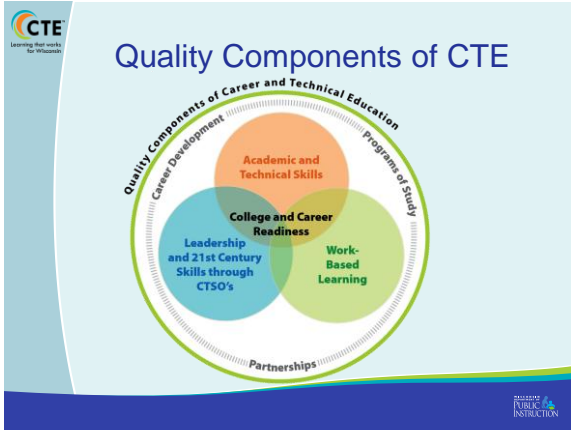 CTE
Learning that works
for Wisconsin
Quality Components of CTE
Quality Components of Career and Technical Education
Career Development
Programs of Study
Academic and
Technical Skills
College and Career
Readiness
Leadership
and 21st Century
Skills through
CTSO's
Work-
Based
Learning
Partnerships
PUBLIC
INSTRUCTION